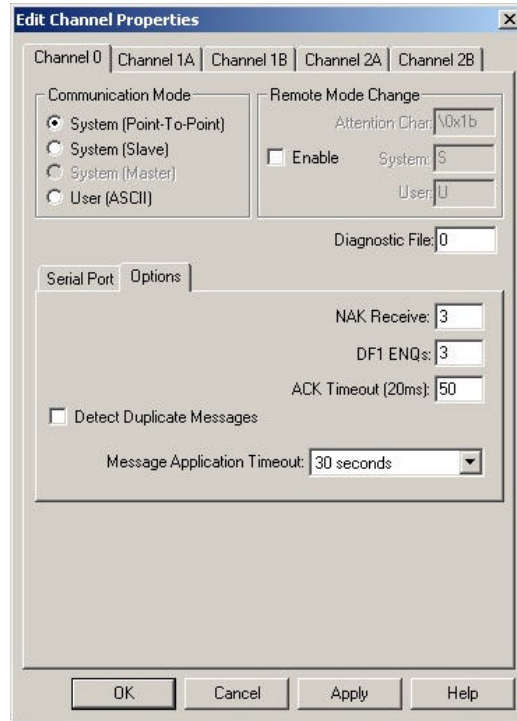 Edit Channel Properties
Channel 0 Channel 1A Channel 1B Channel 2A Channel 2B
Communication Mode
System (Point-To-Point)
System (Slave)
System (Master)
User (ASCII)
Remote Mode Change
Attention Char: \0x1b
Enable System: S
User: U
Diagnostic File: 0
Serial Port Options
NAK Receive: 3
DF1 ENQs: 3
ACK Timeout (20ms): 50
Detect Duplicate Messages
Message Application Timeout: 30 seconds
OK Cancel Apply Help